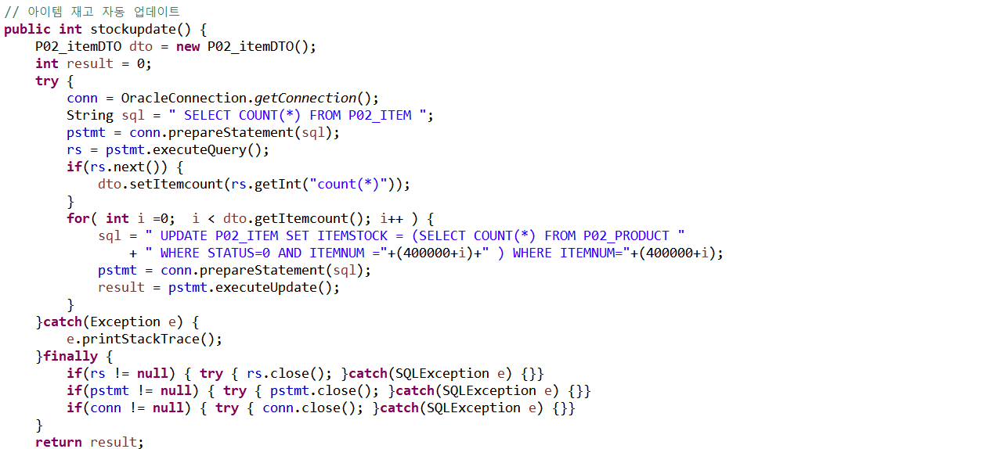 // 아이템 재고 자동 업데이트
public int stockupdate() {
    P02_itemDTO dto = new P02_itemDTO();
    int result = 0;
    try {
        conn = OracleConnection.getConnection();
        String sql = " SELECT COUNT(*) FROM P02_ITEM ";
        pstmt = conn.prepareStatement(sql);
        rs = pstmt.executeQuery();
        if(rs.next()) {
            dto.setItemcount(rs.getInt("count(*)"));
        }
        for( int i =0;  i < dto.getItemcount(); i++ ) {
            sql = " UPDATE P02_ITEM SET ITEMSTOCK = (SELECT COUNT(*) FROM P02_PRODUCT "
                + " WHERE STATUS=0 AND ITEMNUM ="+(400000+i)+" ) WHERE ITEMNUM="+(400000+i);
            pstmt = conn.prepareStatement(sql);
            result = pstmt.executeUpdate();
        }
    }catch(Exception e) {
        e.printStackTrace();
    }finally {
        if(rs != null) { try { rs.close(); }catch(SQLException e) {}}
        if(pstmt != null) { try { pstmt.close(); }catch(SQLException e) {}}
        if(conn != null) { try { conn.close(); }catch(SQLException e) {}}
    }
    return result;